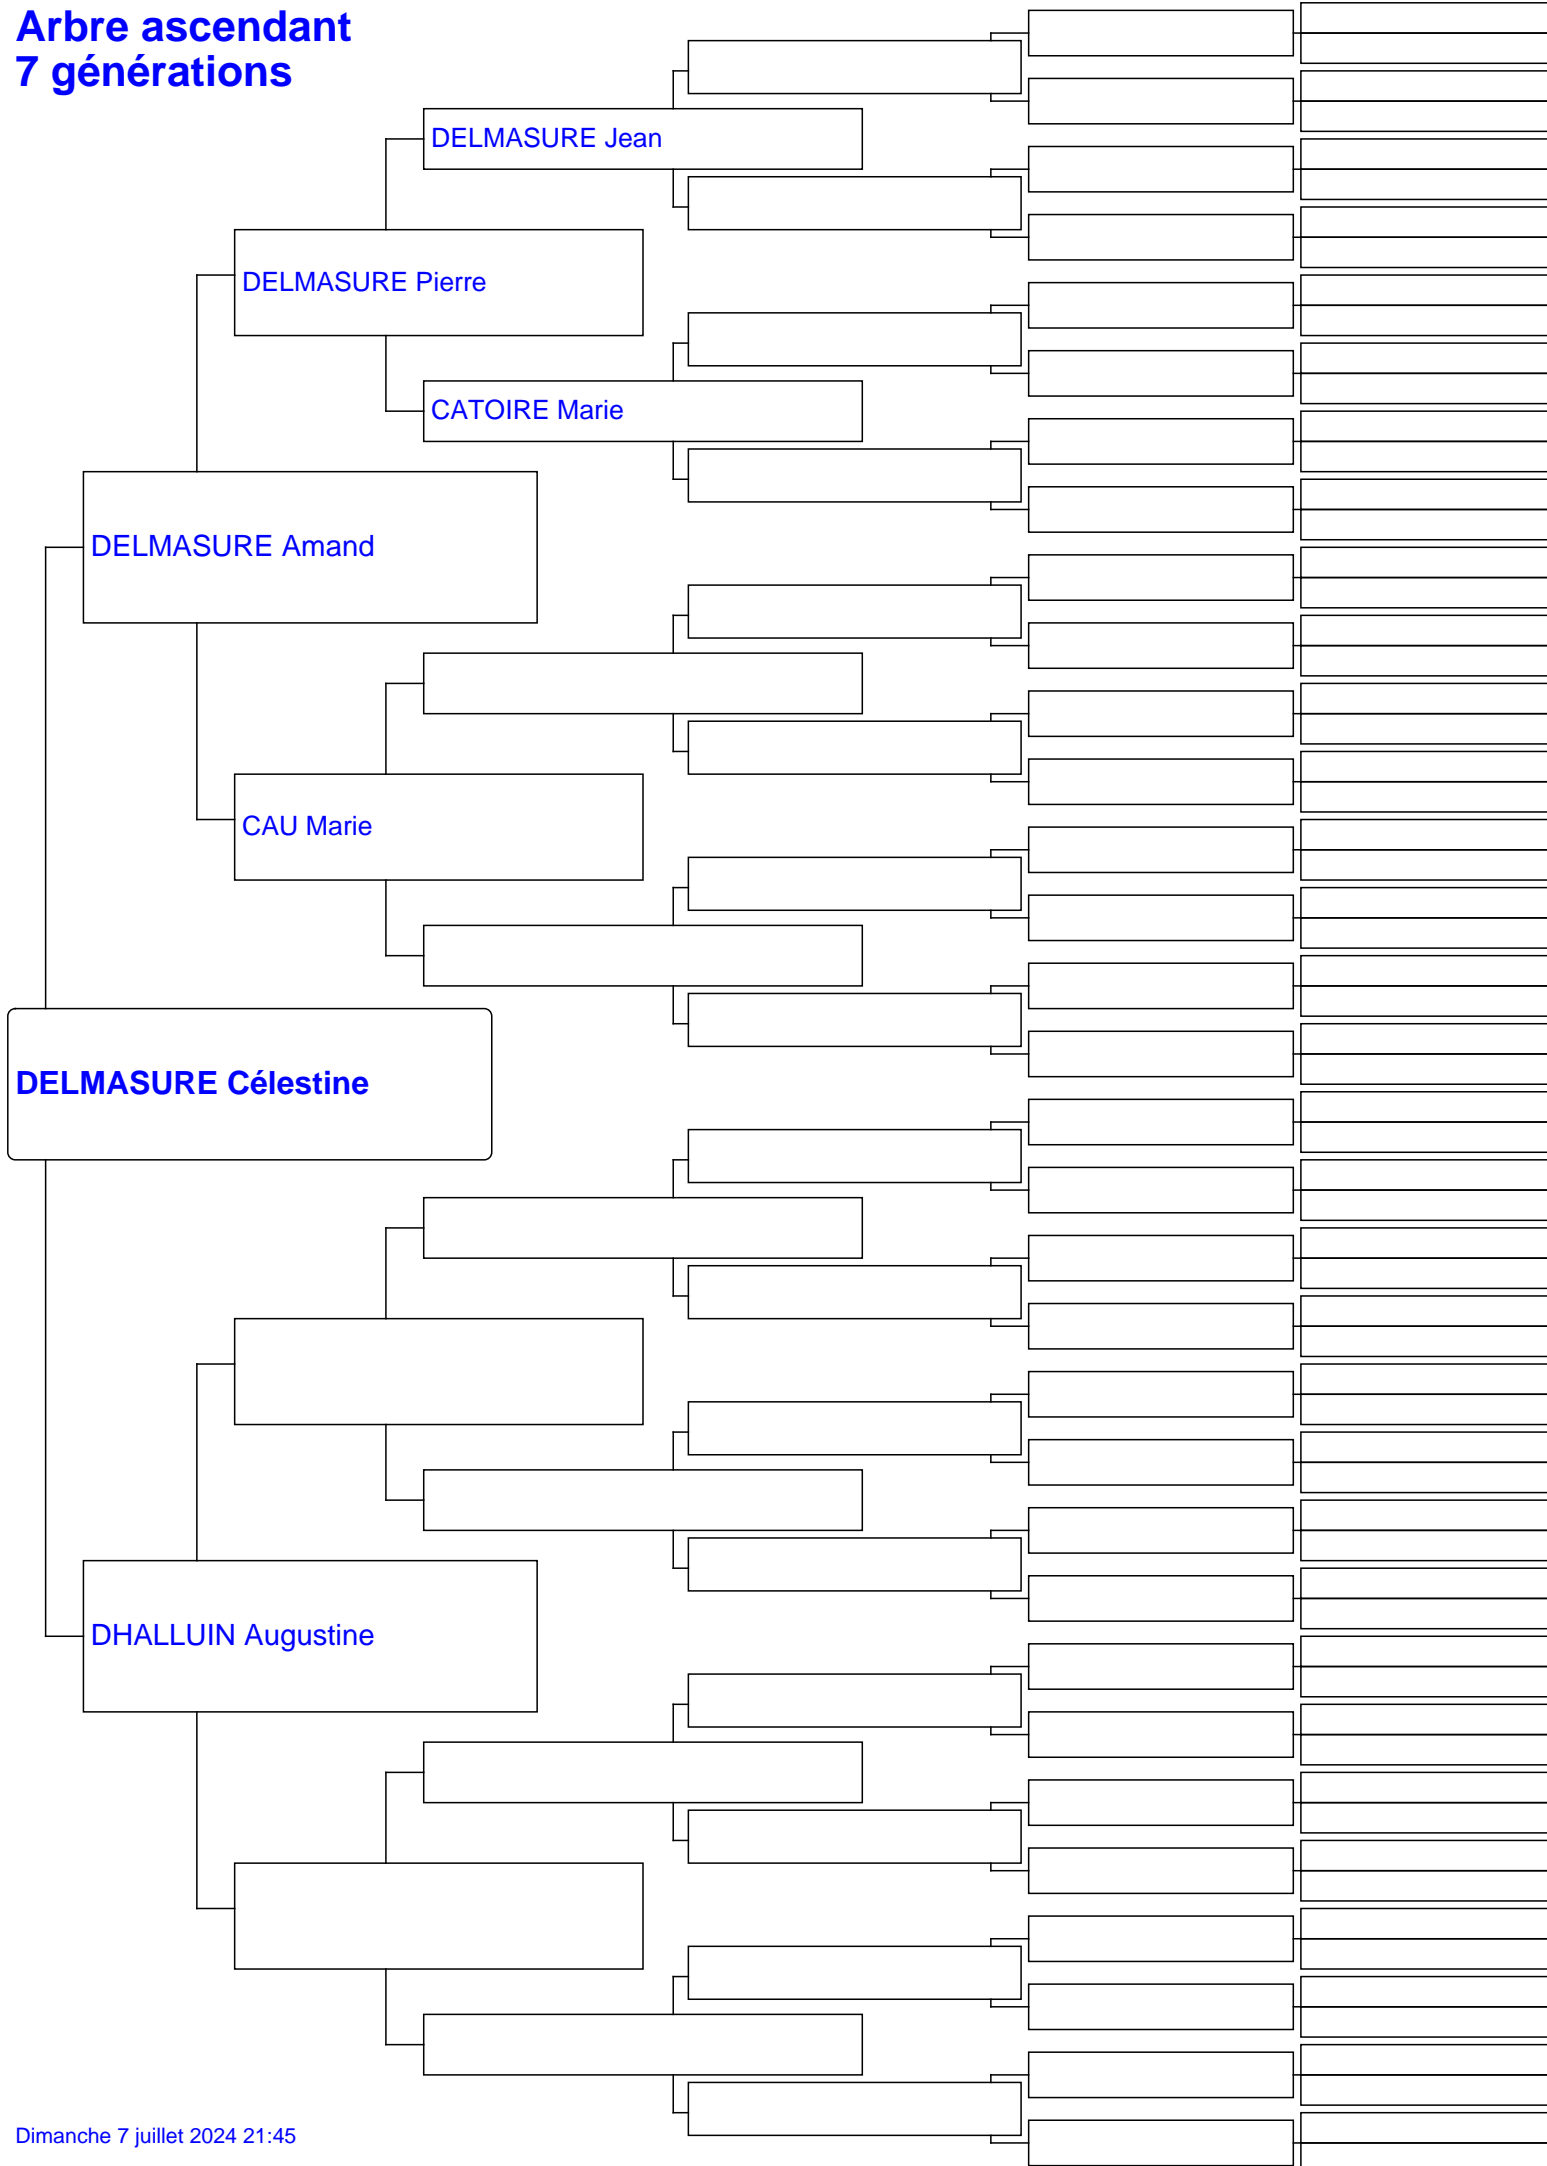 Arbre ascendant
7 générations
DELMASURE Jean
DELMASURE Pierre
CATOIRE Marie
DELMASURE Amand
CAU Marie
DELMASURE Célestine
DHALLUIN Augustine
Dimanche 7 juillet 2024 21:45